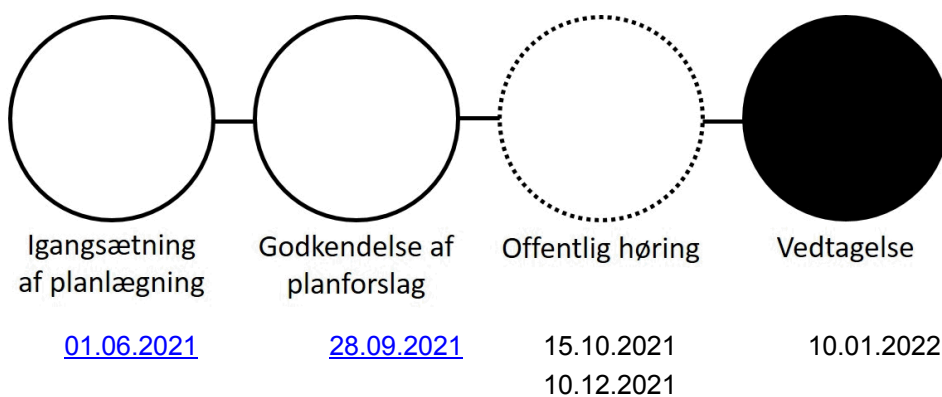 Igangsætning
af planlægning
Godkendelse af
planforslag
Offentlig høring
Vedtagelse
01.06.2021
28.09.2021
15.10.2021
10.12.2021
10.01.2022